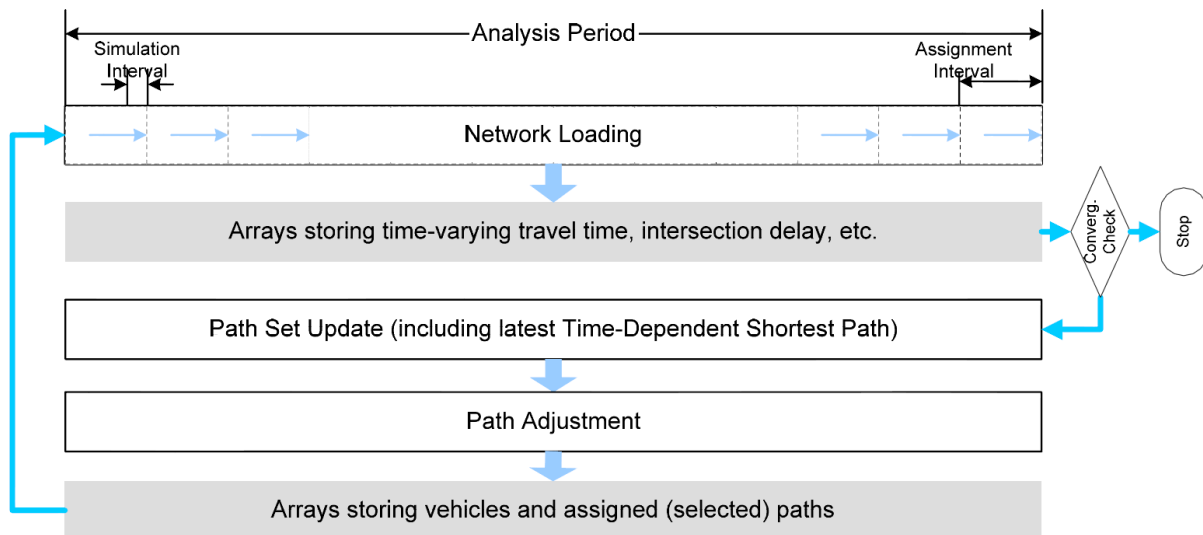 Analysis Period
Simulation
Interval
Assignment
Interval
Network Loading
Arrays storing time-varying travel time, intersection delay, etc.
Converg.
Check
Stop
Path Set Update (including latest Time-Dependent Shortest Path)
Path Adjustment
Arrays storing vehicles and assigned (selected) paths